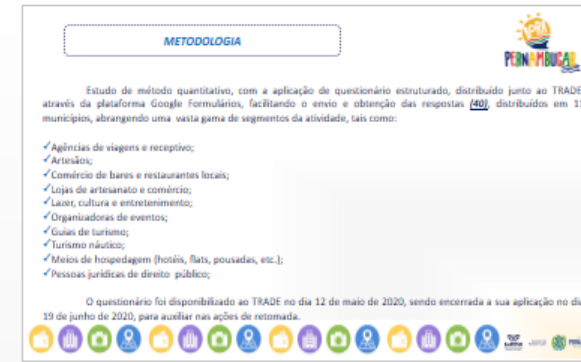 METODOLOGIA
BORA
PERNAMBUCAR
Estudo de método quantitativo, com a aplicação de questionário estruturado, distribuído junto ao TRADE
através da plataforma Google Formulários, facilitando o envio e obtenção das respostas (40), distribuídos em
municípios, abrangendo uma vasta gama de segmentos da atividade, tais como:
✓Agências de viagens e receptivo;
✓Artesãos;
✓Comércio de bares e restaurantes locais;
✓Lojas de artesanato e comércio;
✓Lazer, cultura e entretenimento;
✓Organizadoras de eventos;
✓Guias de turismo;
✓Turismo náutico;
✓Meios de hospedagem (hotéis, flats, pousadas, etc.);
✓Pessoas jurídicas de direito público;
O questionário foi disponibilizado ao TRADE no dia 12 de maio de 2020, sendo encerrada a sua aplicação no
19 de junho de 2020, para auxiliar nas ações de retomada.